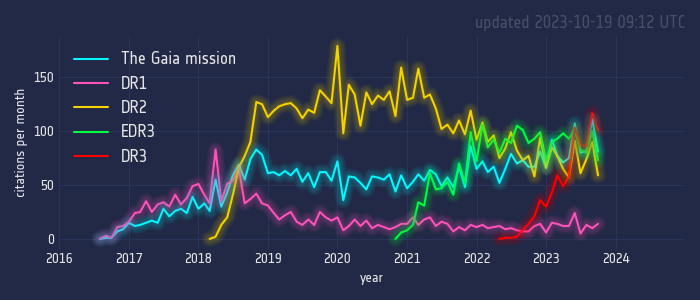 updated 2023-10-19 09:12 UTC
The Gaia mission
DR1
DR2
EDR3
DR3
citations per month
150
100
50
0
2016 2017 2018 2019 2020 2021 2022 2023 2024
year